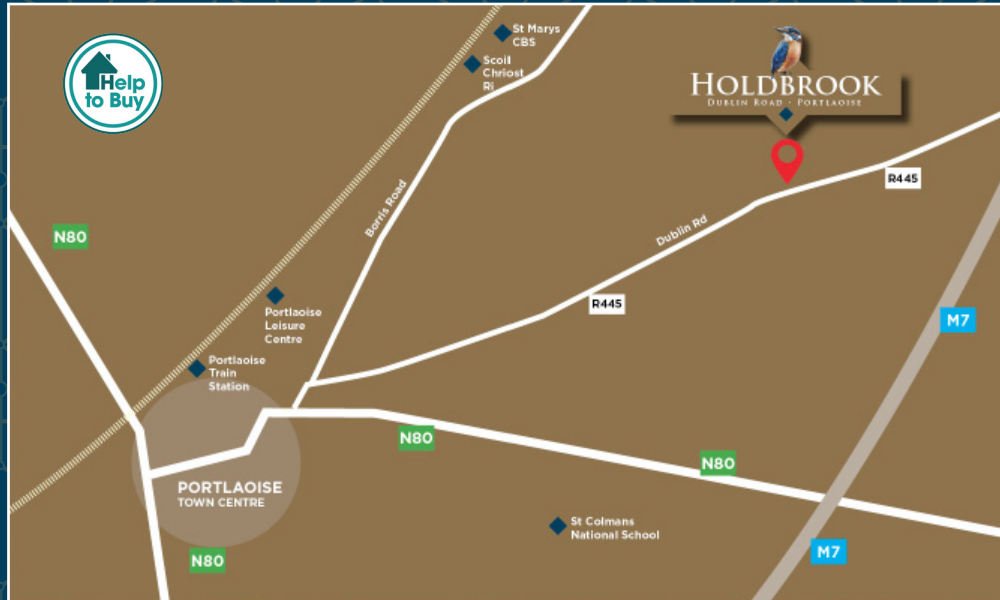 St Marys
CBS
Scoil
Chriost
Ri
Help
to Buy
HOLDBROOK
DUBLIN ROAD · PORTLAOISE
R445
Borris Road
N80
Dublin Rd
R445
Portlaoise
Leisure
Centre
M7
Portlaoise
Train
Station
N80
N80
PORTLAOISE
TOWN CENTRE
St Colmans
National School
M7
N80